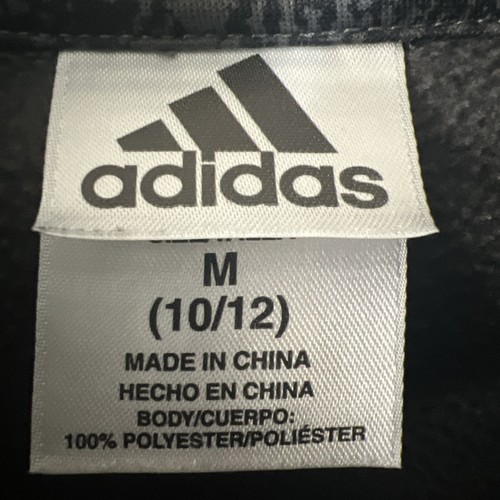 adidas
M
(10/12)
MADE IN CHINA
HECHO EN CHINA
BODY/CUERPO:
100% POLYESTER/POLIÉSTER